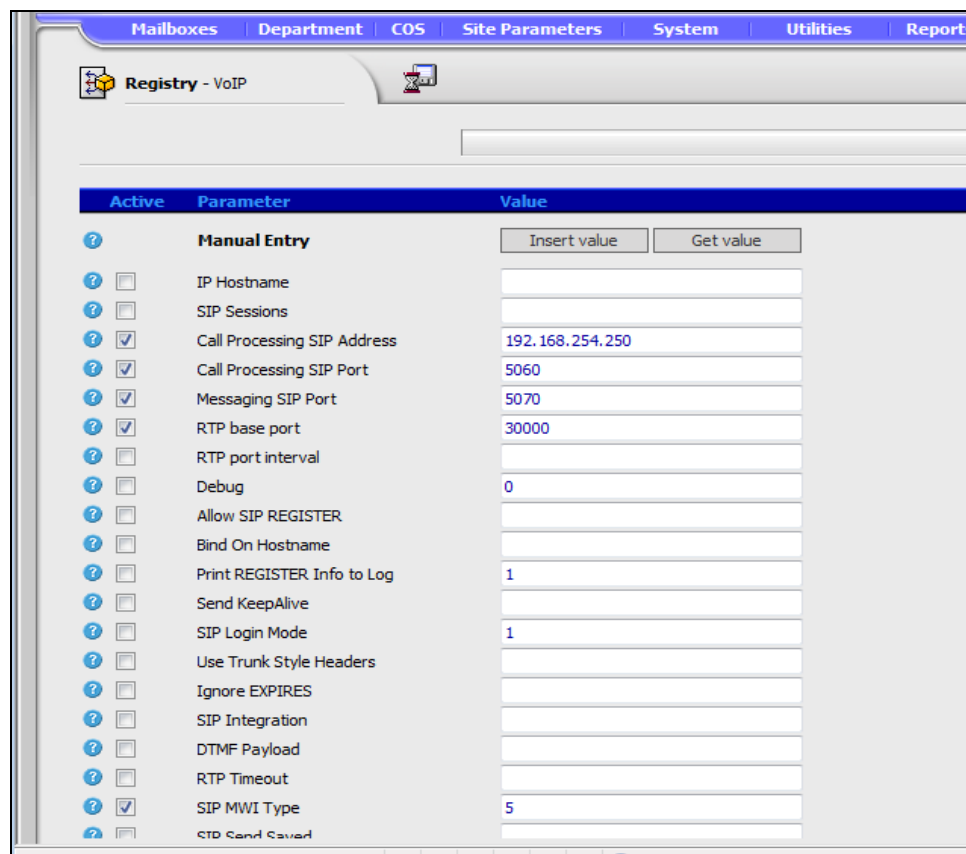 Mailboxes Department COS Site Parameters System Utilities Report
Registry - VoIP
Active Parameter Value
Manual Entry Insert value Get value
IP Hostname
SIP Sessions
Call Processing SIP Address 192.168.254.250
Call Processing SIP Port 5060
Messaging SIP Port 5070
RTP base port 30000
RTP port interval
Debug 0
Allow SIP REGISTER
Bind On Hostname
Print REGISTER Info to Log 1
Send KeepAlive
SIP Login Mode 1
Use Trunk Style Headers
Ignore EXPIRES
SIP Integration
DTMF Payload
RTP Timeout
SIP MWI Type 5
SIP Send Saved